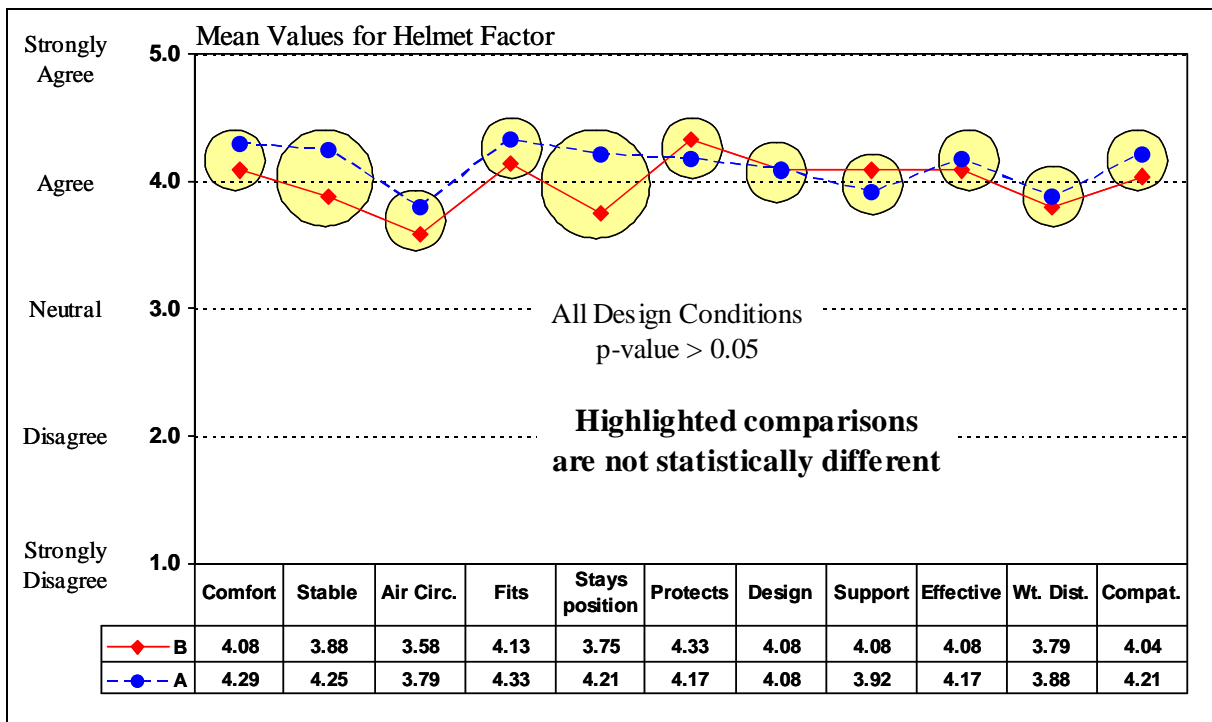 Mean Values for Helmet Factor
Strongly
Agree
5.0
Agree
4.0
Neutral
3.0
Disagree
2.0
Strongly
Disagree
1.0
All Design Conditions
p-value > 0.05
Highlighted comparisons
are not statistically different
Comfort Stable Air Circ. Fits Stays position Protects Design Support Effective Wt. Dist. Compat.
B 4.08 3.88 3.58 4.13 3.75 4.33 4.08 4.08 4.08 3.79 4.04
A 4.29 4.25 3.79 4.33 4.21 4.17 4.08 3.92 4.17 3.88 4.21